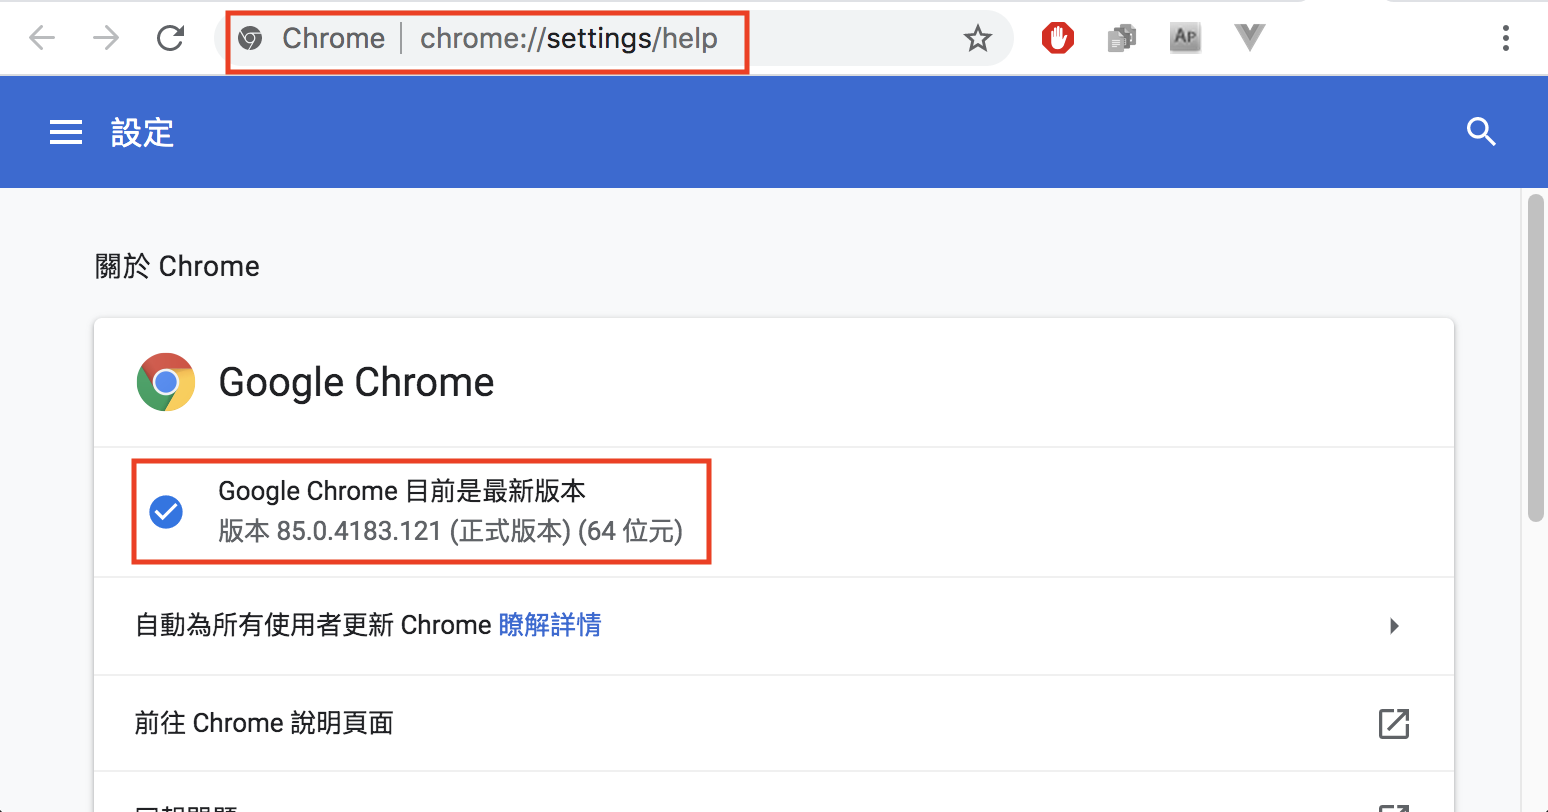 Chrome | chrome://settings/help
AP
設定
關於 Chrome
Google Chrome
Google Chrome 目前是最新版本
版本 85.0.4183.121 (正式版本) (64 位元)
自動為所有使用者更新 Chrome 瞭解詳情
前往 Chrome 說明頁面